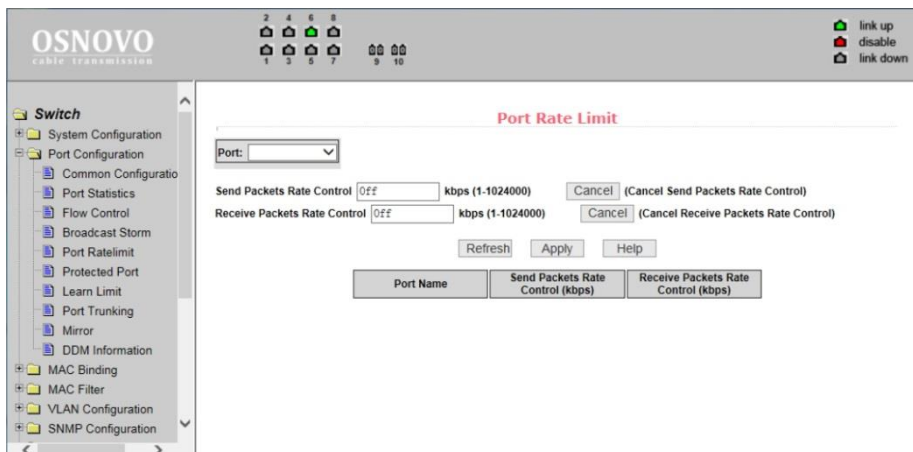 OSNOVO
cable transmission
2 4 6 8
1 3 5 7 9 10
link up
disable
link down
Switch
System Configuration
Port Configuration
Common Configuratio
Port Statistics
Flow Control
Broadcast Storm
Port Ratelimit
Protected Port
Learn Limit
Port Trunking
Mirror
DDM Information
MAC Binding
MAC Filter
VLAN Configuration
SNMP Configuration
Port Rate Limit
Port:
Send Packets Rate Control Off kbps (1-1024000) Cancel (Cancel Send Packets Rate Control)
Receive Packets Rate Control Off kbps (1-1024000) Cancel (Cancel Receive Packets Rate Control)
Refresh Apply Help
Port Name Send Packets Rate Control (kbps) Receive Packets Rate Control (kbps)